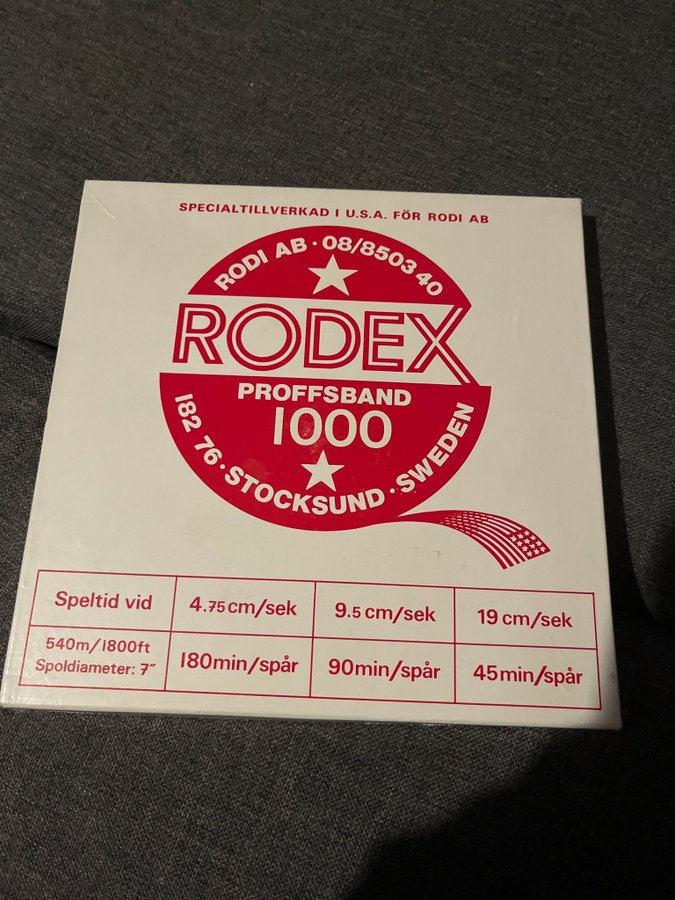 SPECIALTILLVERKAD I U.S.A. FÖR RODI AB
RODI AB · 08/850340
RODEX
PROFFSBAND
1000
182 76 · STOCKSUND · SWEDEN
Speltid vid 4.75 cm/sek 9.5 cm/sek 19 cm/sek
540m/1800ft
Spoldiameter: 7" 180min/spår 90min/spår 45min/spår